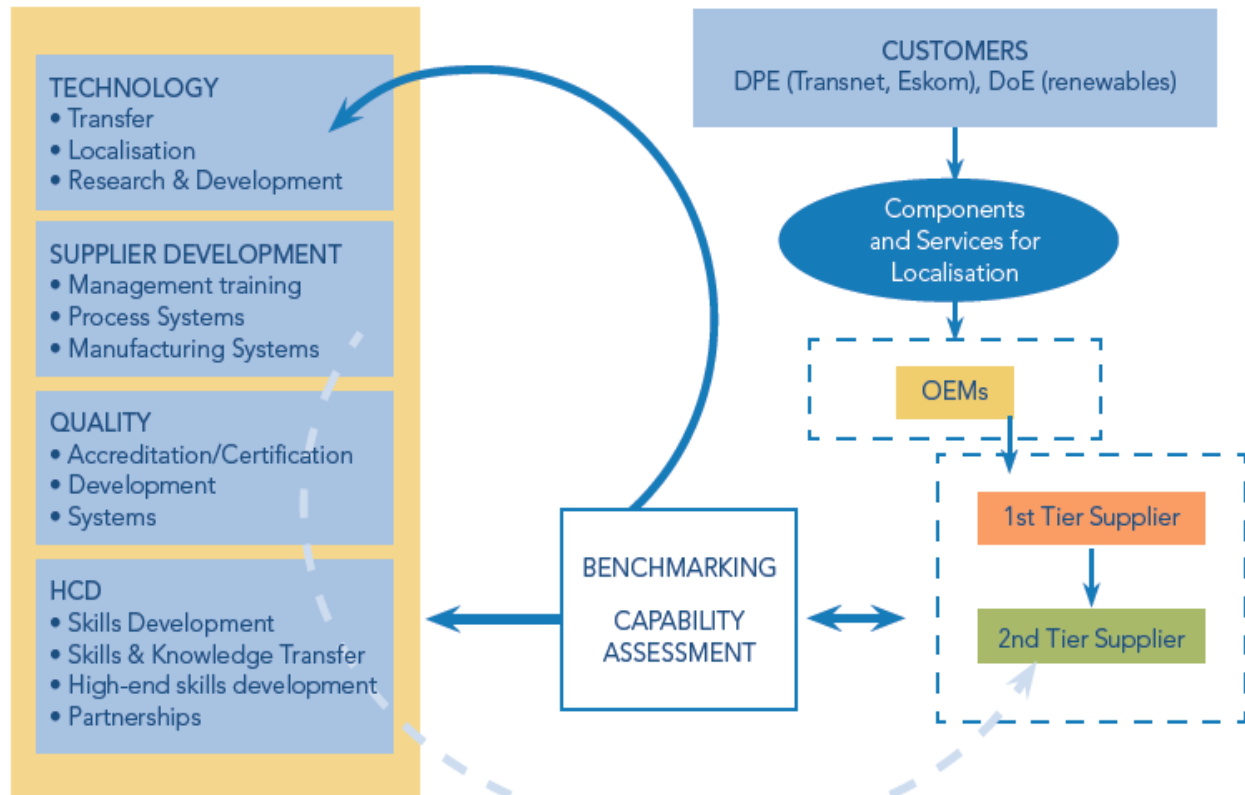 TECHNOLOGY
• Transfer
• Localisation
• Research & Development
SUPPLIER DEVELOPMENT
• Management training
• Process Systems
• Manufacturing Systems
QUALITY
• Accreditation/Certification
• Development
• Systems
HCD
• Skills Development
• Skills & Knowledge Transfer
• High-end skills development
• Partnerships
BENCHMARKING
CAPABILITY
ASSESSMENT
CUSTOMERS
DPE (Transnet, Eskom), DoE (renewables)
Components
and Services for
Localisation
OEMs
1st Tier Supplier
2nd Tier Supplier